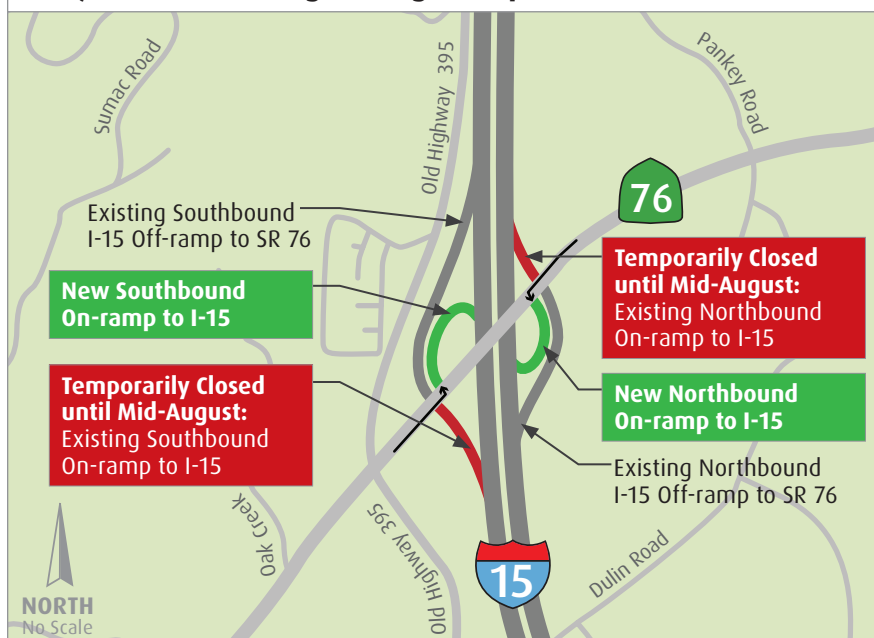 Sumac Road
Old Highway 395
Pankey Road
76
Existing Southbound
I-15 Off-ramp to SR 76
New Southbound
On-ramp to I-15
Temporarily Closed
until Mid-August:
Existing Southbound
On-ramp to I-15
Temporarily Closed
until Mid-August:
Existing Northbound
On-ramp to I-15
New Northbound
On-ramp to I-15
Existing Northbound
I-15 Off-ramp to SR 76
Oak Creek
Old Highway 395
15
Dulin Road
NORTH
No Scale